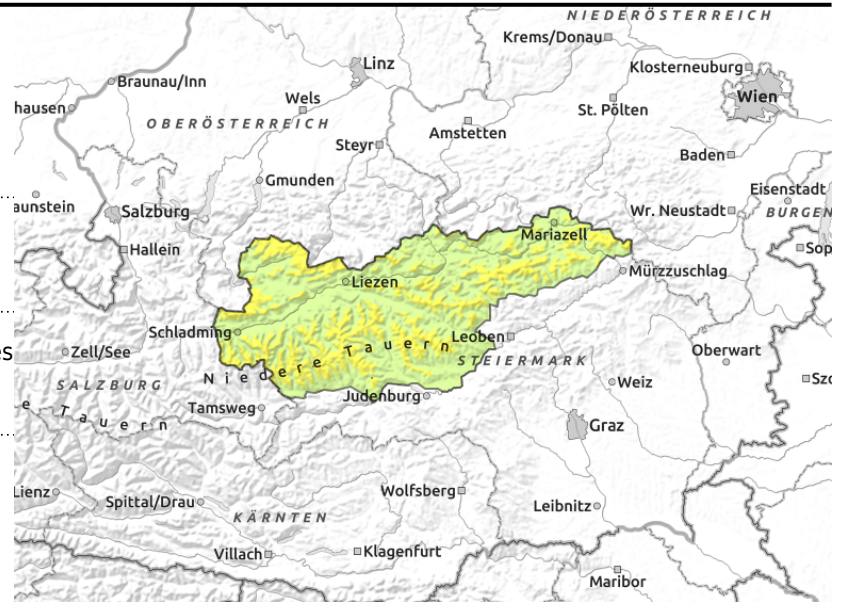 NIEDERÖSTERREICH
Krems/Donau
Linz
Klosterneuburg
Braunau/Inn
Wels
Wien
hausen
St. Pölten
OBERÖSTERREICH
Amstetten
Steyr
Baden
Gmunden
Eisenstadt
aunstein
Salzburg
Wr. Neustadt
BURGEN
Mariazell
Hallein
Sop
Mürzzuschlag
Liezen
Schladming
Leoben
es
Zell/See
Niedere Tauern
STEIERMARK
Oberwart
SALZBURG
Weiz
Szo
Judenburg
e Tauern
Tamsweg
Graz
Wolfsberg
Lienz
Spittal/Drau
Leibnitz
KÄRNTEN
Villach
Klagenfurt
Maribor